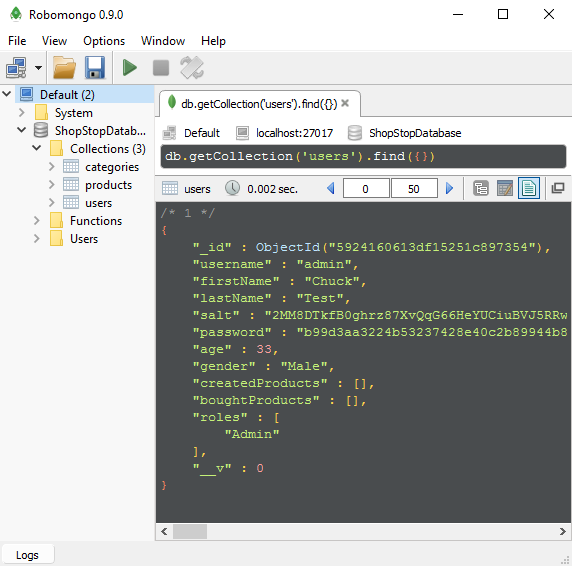 Robomongo 0.9.0
File View Options Window Help
Default (2)
System
ShopStopDatab...
Collections (3)
categories
products
users
Functions
Users
db.getCollection('users').find({})
Default localhost:27017 ShopStopDatabase
db.getCollection('users').find({})
users 0.002 sec. 0 50
/* 1 */
{
"_id" : ObjectId("5924160613df15251c897354"),
"username" : "admin",
"firstName" : "Chuck",
"lastName" : "Test",
"salt" : "2MM8DTkfB0ghrz87XvQqG66HeYUCiuBVJ5RRw
"password" : "b99d3aa3224b53237428e40c2b89944b8
"age" : 33,
"gender" : "Male",
"createdProducts" : [],
"boughtProducts" : [],
"roles" : [
"Admin"
],
"__v" : 0
}
Logs